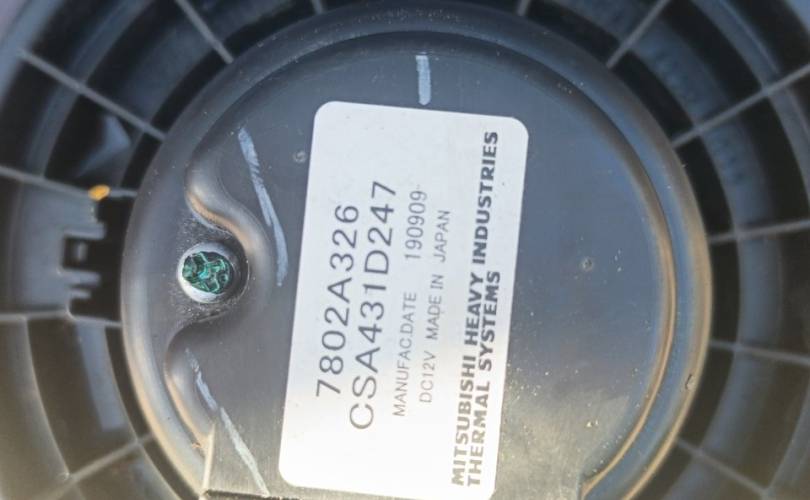 7802A326
CSA431D247
MANUFAC.DATE 190909
DC12V MADE IN JAPAN
MITSUBISHI HEAVY INDUSTRIES
THERMAL SYSTEMS